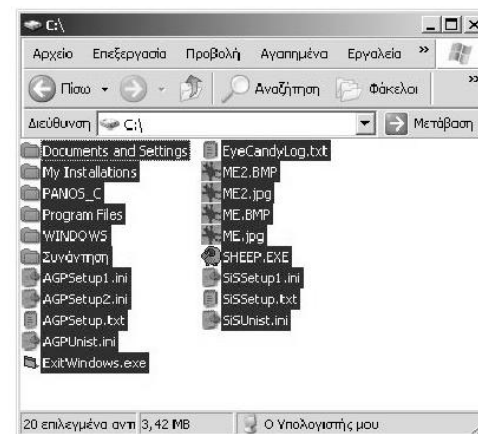 C:\
Αρχείο Επεξεργασία Προβολή Αγαπημένα Εργαλεία »
Πίσω Αναζήτηση Φάκελοι »
Διεύθυνση C:\ Μετάβαση
Documents and Settings
My Installations
PANOS_C
Program Files
WINDOWS
Συνάντηση
AGPSetup1.ini
AGPSetup2.ini
AGPSetup.txt
AGPUnist.ini
ExitWindows.exe
EyeCandyLog.txt
ME2.BMP
ME2.jpg
ME.BMP
ME.jpg
SHEEP.EXE
SiSSetup1.ini
SiSSetup.txt
SiSUnist.ini
20 επιλεγμένα αντι 3,42 MB Ο Υπολογιστής μου